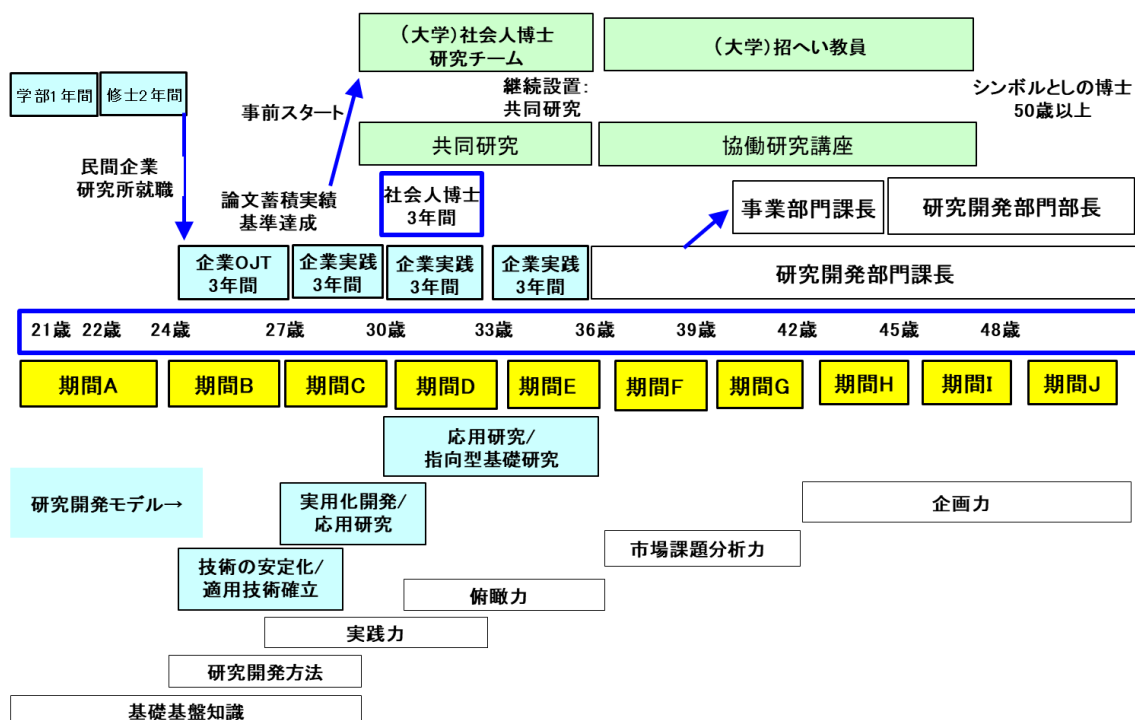 (大学)社会人博士
研究チーム
(大学)招へい教員
学部1年間
修士2年間
事前スタート
継続設置:
共同研究
シンボルとしの博士
50歳以上
共同研究
協働研究講座
民間企業
研究所就職
論文蓄積実績
基準達成
社会人博士
3年間
事業部門課長
研究開発部門部長
企業OJT
3年間
企業実践
3年間
企業実践
3年間
企業実践
3年間
研究開発部門課長
21歳 22歳 24歳 27歳 30歳 33歳 36歳 39歳 42歳 45歳 48歳
期間A 期間B 期間C 期間D 期間E 期間F 期間G 期間H 期間I 期間J
応用研究/
指向型基礎研究
研究開発モデル→
実用化開発/
応用研究
企画力
市場課題分析力
技術の安定化/
適用技術確立
俯瞰力
実践力
研究開発方法
基礎基盤知識